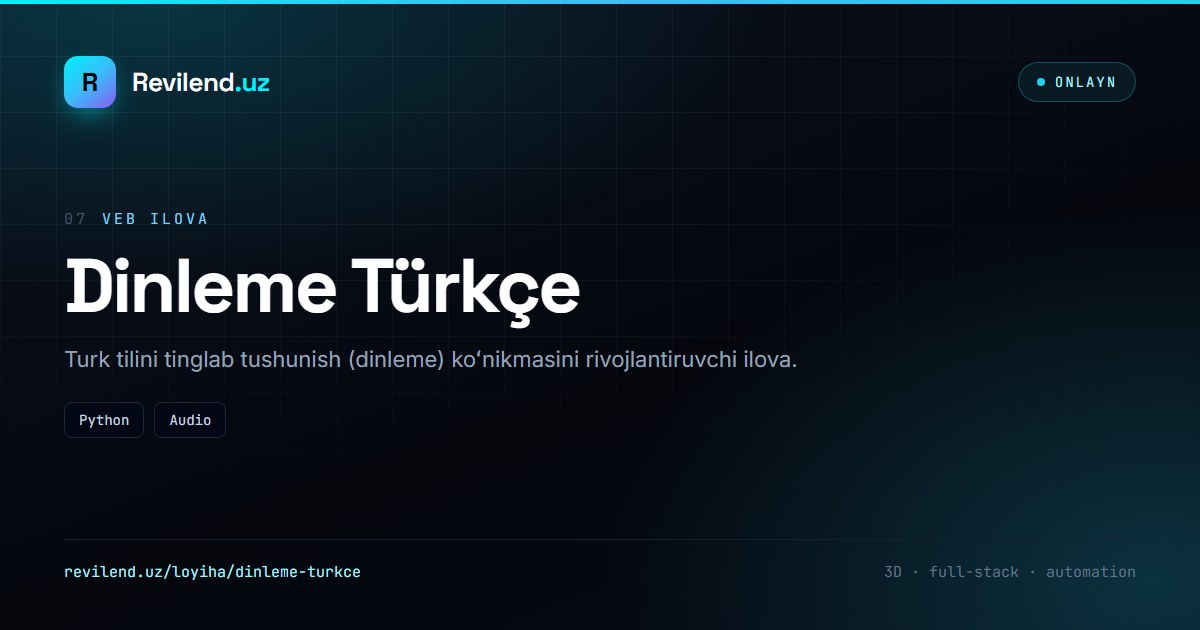 R
Revilend.uz
ONLAYN
07 VEB ILOVA
Dinleme Türkçe
Turk tilini tinglab tushunish (dinleme) koʻnikmasini rivojlantiruvchi ilova.
Python
Audio
revilend.uz/loyiha/dinleme-turkce
3D · full-stack · automation